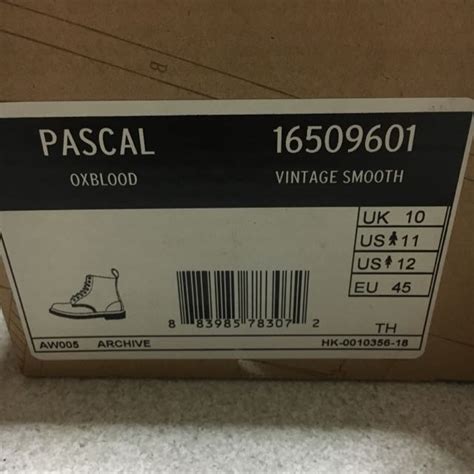 PASCAL 16509601
OXBLOOD VINTAGE SMOOTH
UK 10
US 11
US 12
EU 45
8 83985 78307 2
TH
AW005 ARCHIVE HK-0010356-18